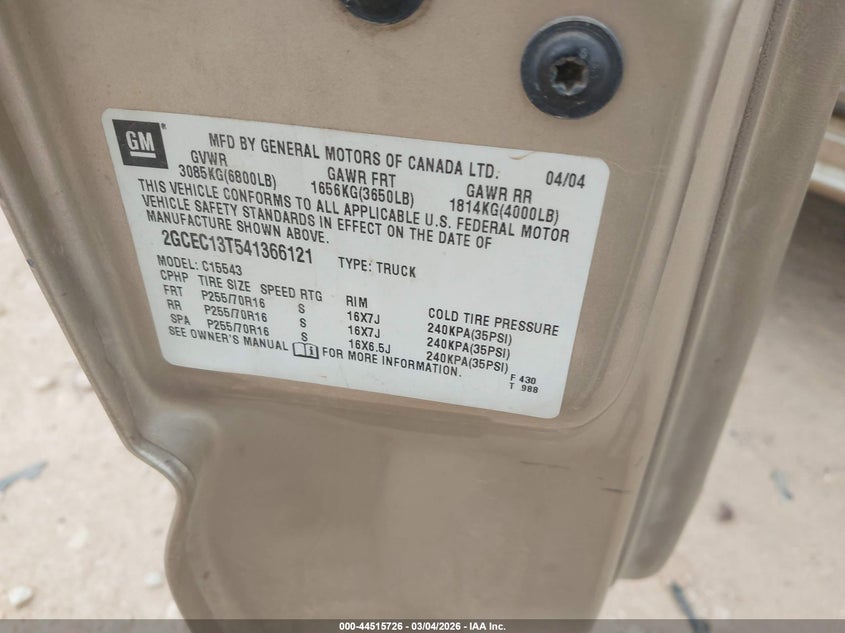 GM ®
MFD BY GENERAL MOTORS OF CANADA LTD. 04/04
GVWR GAWR FRT GAWR RR
3085KG(6800LB) 1656KG(3650LB) 1814KG(4000LB)
THIS VEHICLE CONFORMS TO ALL APPLICABLE U.S. FEDERAL MOTOR
VEHICLE SAFETY STANDARDS IN EFFECT ON THE DATE OF
MANUFACTURE SHOWN ABOVE.
2GCEC13T541366121 TYPE: TRUCK
MODEL: C15543
CPHP TIRE SIZE SPEED RTG RIM COLD TIRE PRESSURE
FRT P255/70R16 S 16X7J 240KPA(35PSI)
RR P255/70R16 S 16X7J 240KPA(35PSI)
SPA P255/70R16 S 16X6.5J 240KPA(35PSI)
SEE OWNER'S MANUAL FOR MORE INFORMATION.
F 430
T 988
000-44515726 - 03/04/2026 - IAA Inc.